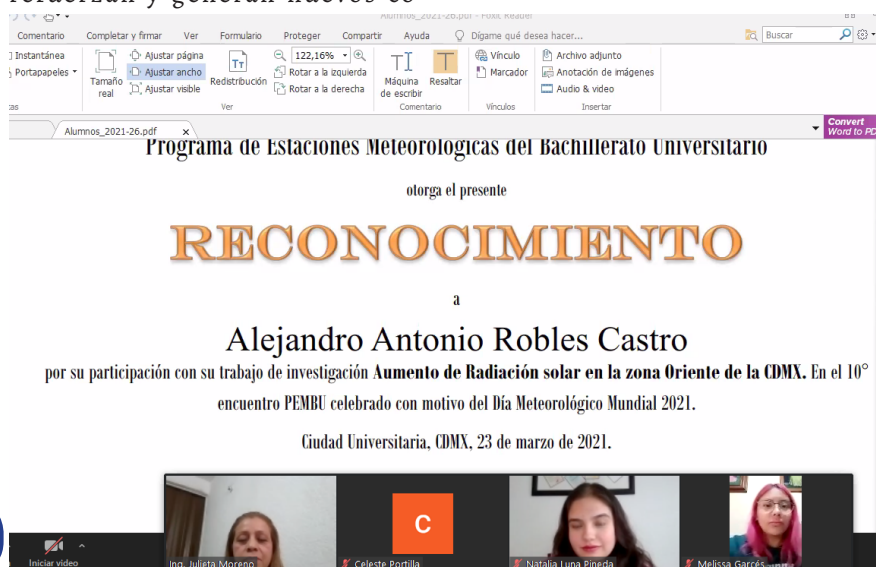 refuerzan y generan nuevos es
Alumnos_2021-26.pdf - Foxit Reader
Comentario Completar y firmar Ver Formulario Proteger Compartir Ayuda Dígame qué desea hacer... Buscar
Instantánea
Portapapeles
Tamaño real
Ajustar página
Ajustar ancho
Ajustar visible
Redistribución
122,16%
Rotar a la izquierda
Rotar a la derecha
Máquina de escribir
Resaltar
Vínculo
Marcador
Archivo adjunto
Anotación de imágenes
Audio & video
Ver Comentario Vínculos Insertar
Alumnos_2021-26.pdf x
Convert
Word to PD
Programa de Estaciones Meteorológicas del Bachillerato Universitario
otorga el presente
RECONOCIMIENTO
a
Alejandro Antonio Robles Castro
por su participación con su trabajo de investigación Aumento de Radiación solar en la zona Oriente de la CDMX. En el 10°
encuentro PEMBU celebrado con motivo del Día Meteorológico Mundial 2021.
Ciudad Universitaria, CDMX, 23 de marzo de 2021.
C
Iniciar video
Ing. Julieta Moreno Celeste Portilla Natalia Luna Pineda Melissa Garcés